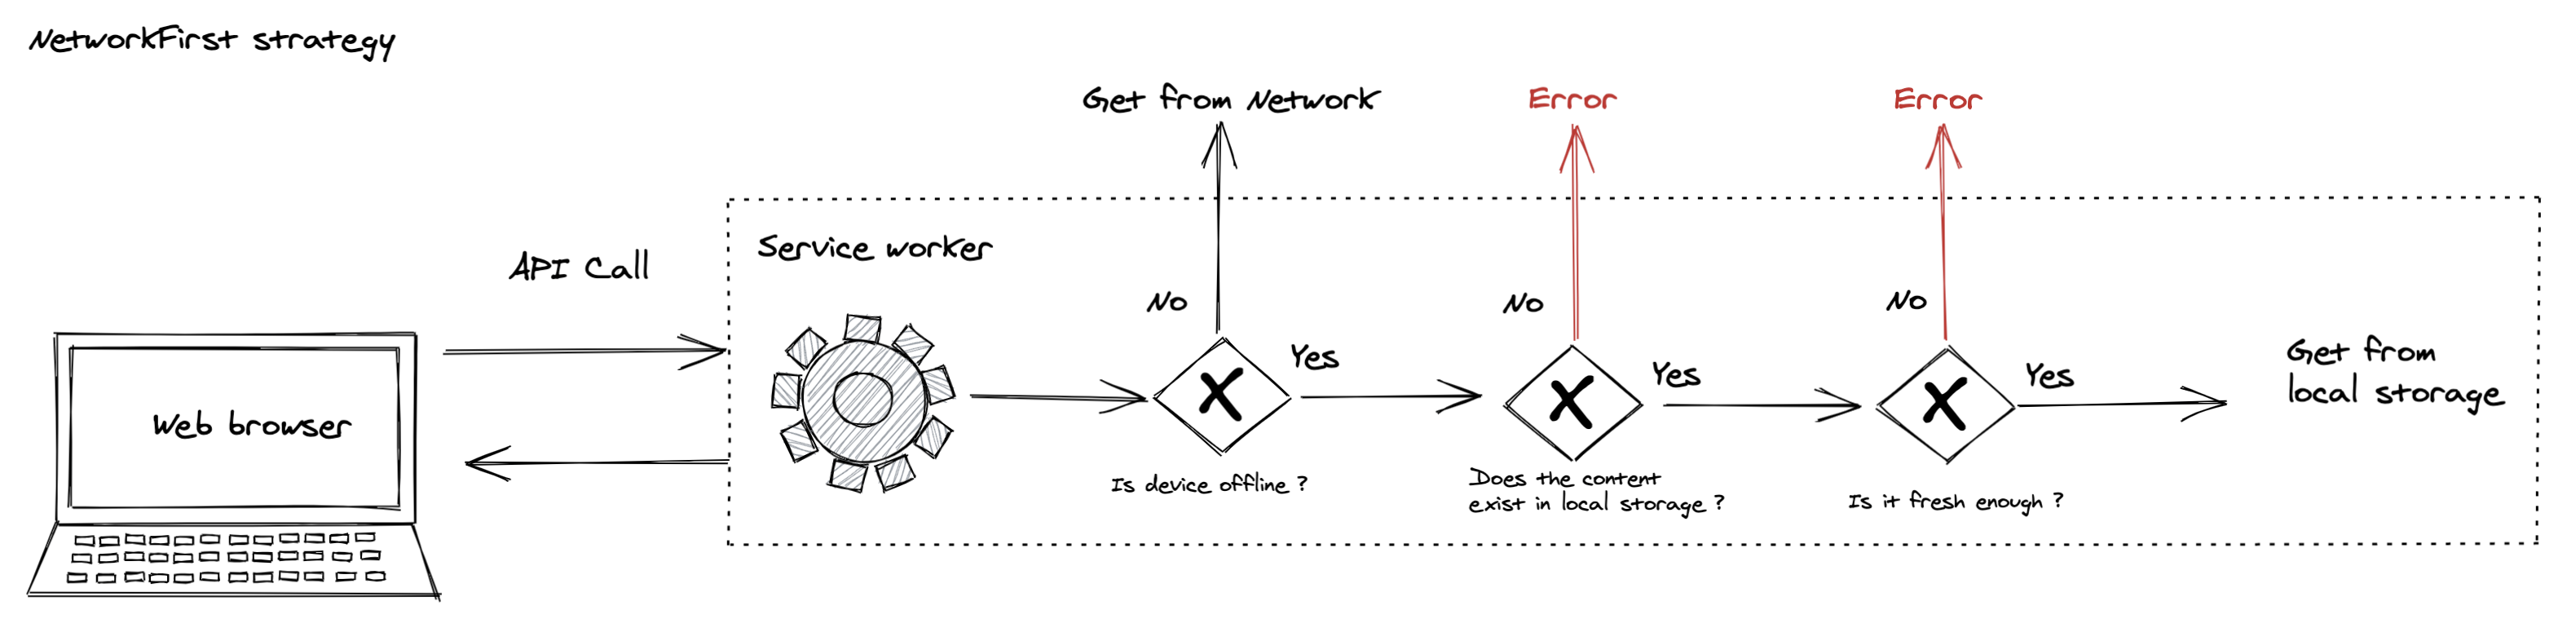 NetworkFirst strategy
Get from Network
Error
Error
Service worker
API Call
No
No
No
Yes
Yes
Yes
Get from
local storage
Web browser
Is device offline ?
Does the content
exist in local storage ?
Is it fresh enough ?